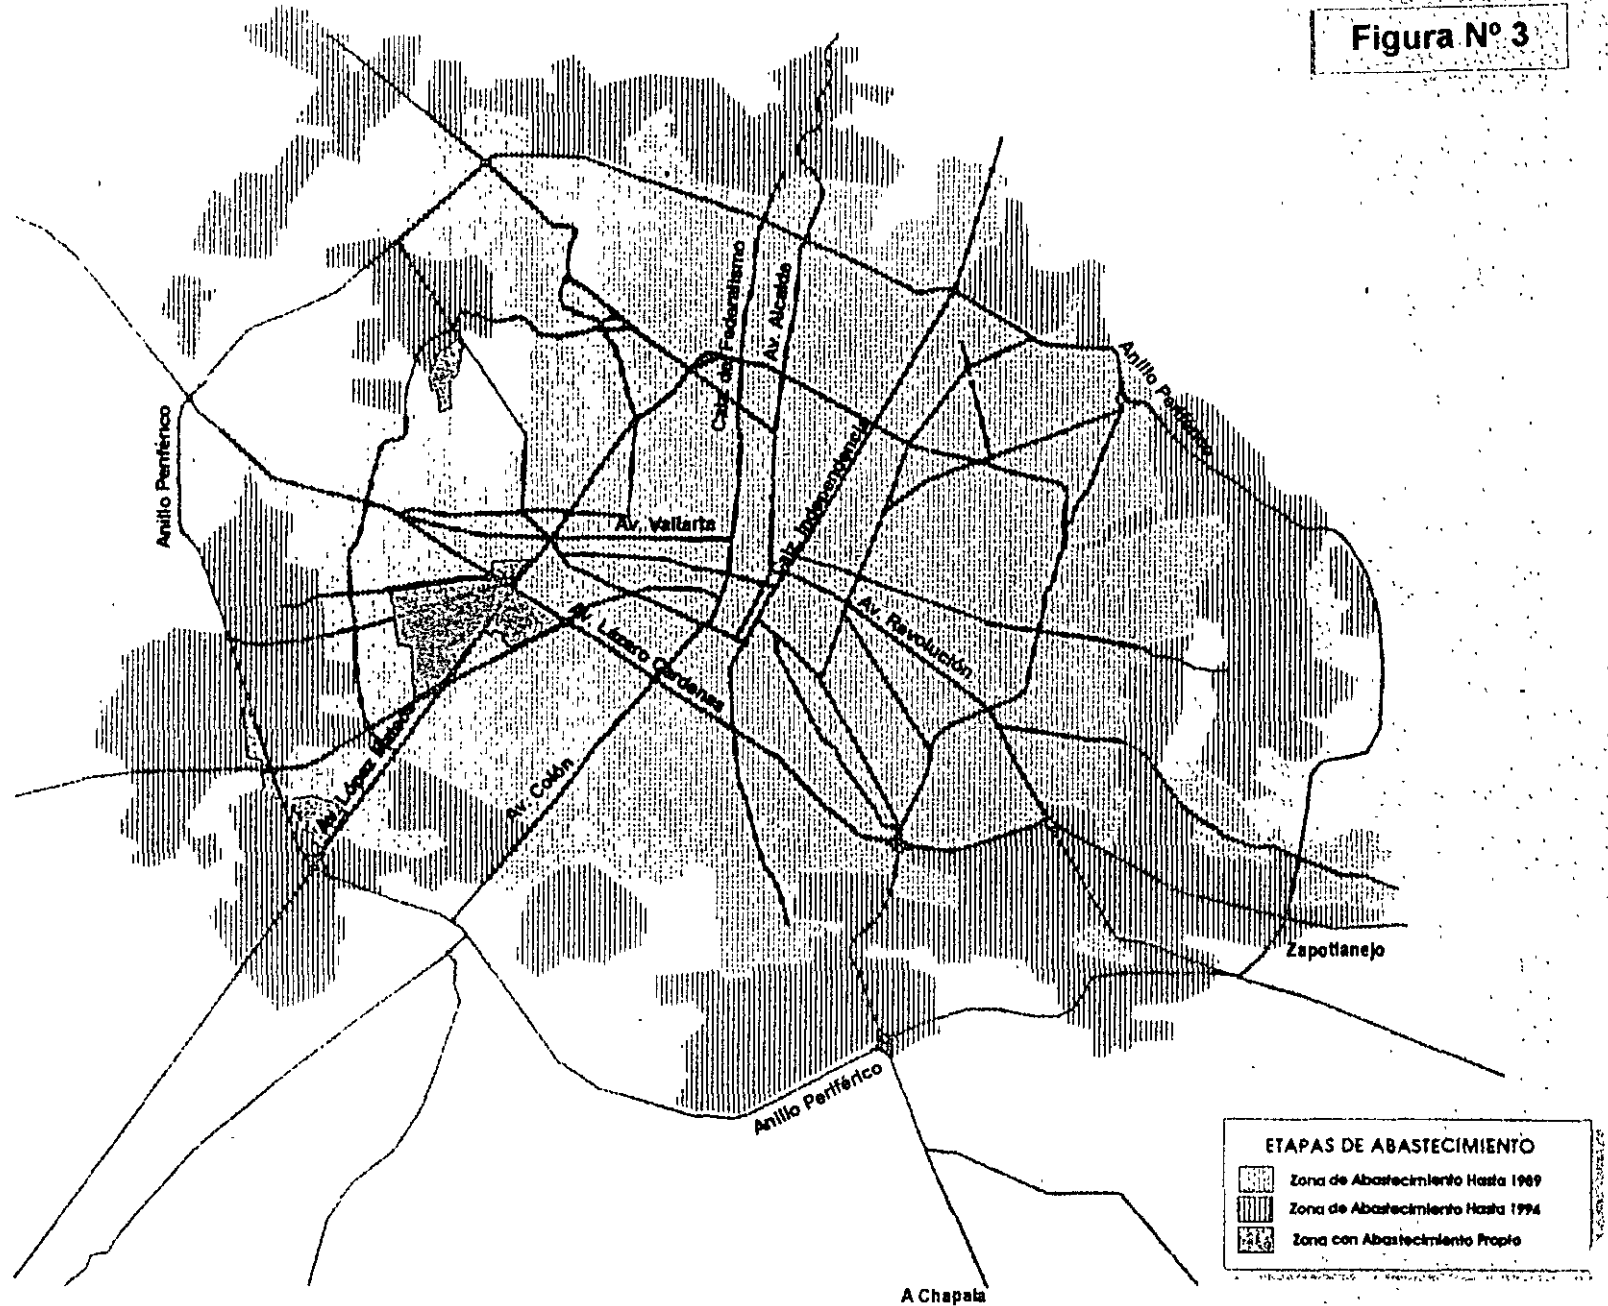 Figura Nº 3
Anillo Periférico
Calz. del Federalismo
Av. Alcalde
Anillo Periférico
Calz. Independencia
Av. Vallarta
Av. Revolución
Av. Lázaro Cárdenas
Av. López Mateos
Av. Colón
Zapotlanejo
Anillo Periférico
ETAPAS DE ABASTECIMIENTO
Zona de Abastecimiento Hasta 1989
Zona de Abastecimiento Hasta 1994
Zona con Abastecimiento Propio
A Chapala